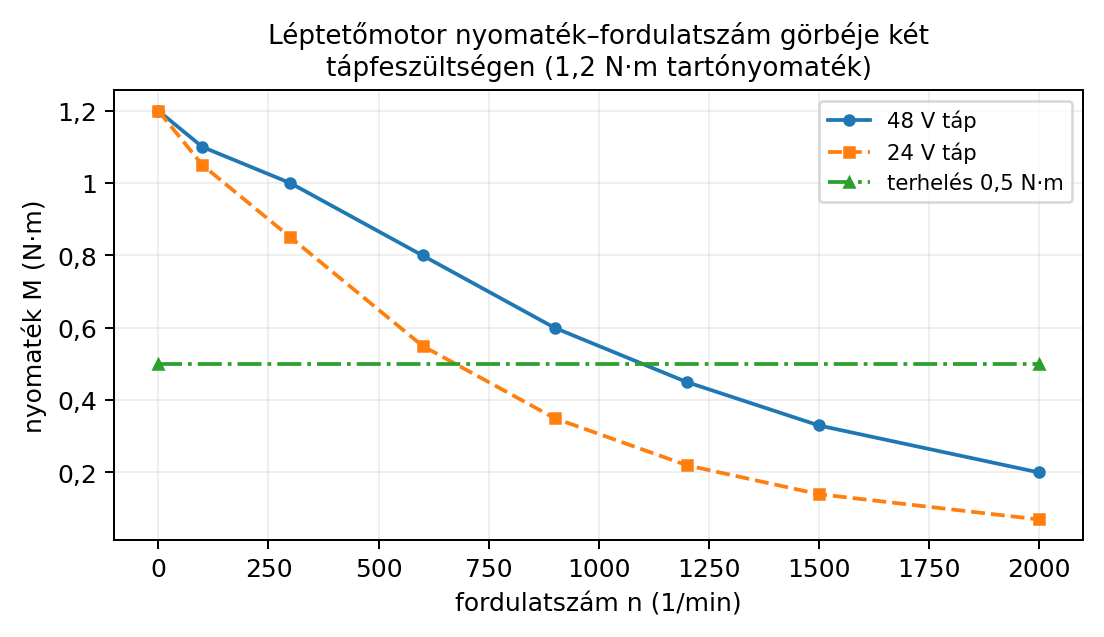 Léptetőmotor nyomaték–fordulatszám görbéje két
tápfeszültségen (1,2 N·m tartónyomaték)
48 V táp
24 V táp
terhelés 0,5 N·m
nyomaték M (N·m)
1,2
1
0,8
0,6
0,4
0,2
0 250 500 750 1000 1250 1500 1750 2000
fordulatszám n (1/min)